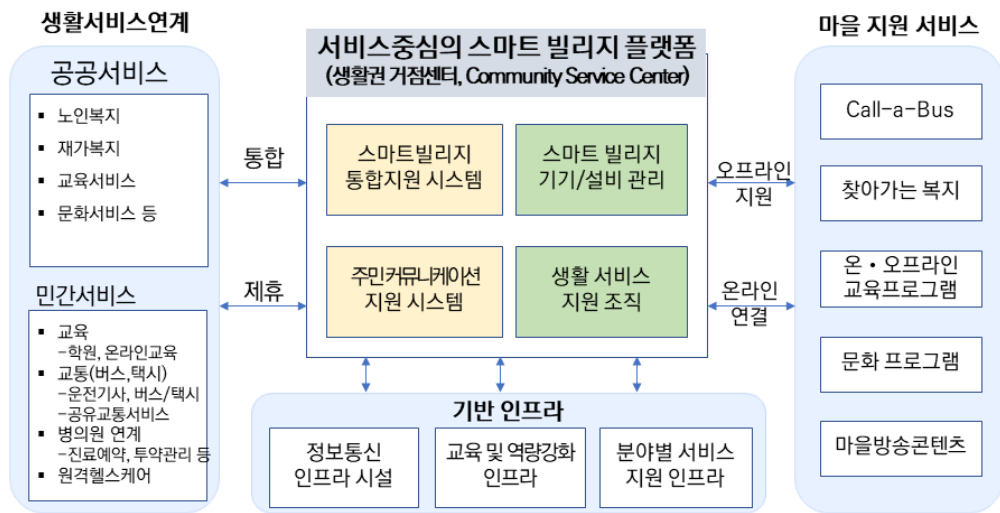 생활서비스연계
공공서비스
▪ 노인복지
▪ 재가복지
▪ 교육서비스
▪ 문화서비스 등
민간서비스
▪ 교육
-학원, 온라인교육
▪ 교통(버스,택시)
-운전기사, 버스/택시
-공유교통서비스
▪ 병의원 연계
-진료예약, 투약관리 등
▪ 원격헬스케어
통합
제휴
서비스중심의 스마트 빌리지 플랫폼
(생활권 거점센터, Community Service Center)
스마트빌리지
통합지원 시스템
스마트 빌리지
기기/설비 관리
주민커뮤니케이션
지원 시스템
생활 서비스
지원 조직
오프라인
지원
온라인
연결
기반 인프라
정보통신
인프라 시설
교육 및 역량강화
인프라
분야별 서비스
지원 인프라
마을 지원 서비스
Call-a-Bus
찾아가는 복지
온・오프라인
교육프로그램
문화 프로그램
마을방송콘텐츠